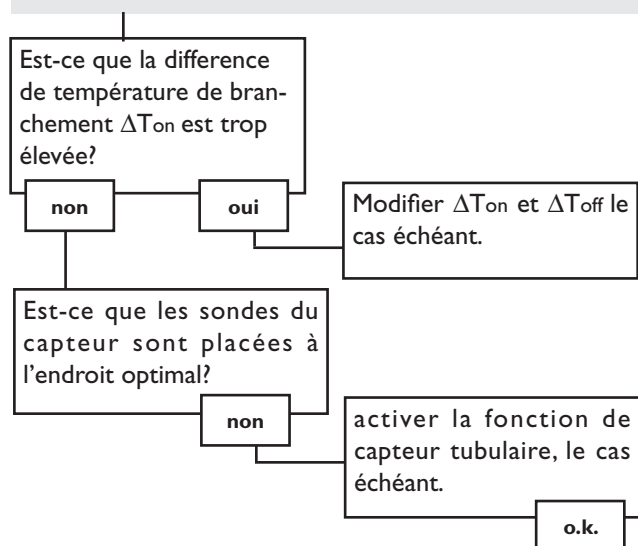 Est-ce que la difference
de température de bran-
chement ΔTon est trop
élevée?
non
oui
Modifier ΔTon et ΔToff le
cas échéant.
Est-ce que les sondes du
capteur sont placées à
l'endroit optimal?
non
activer la fonction de
capteur tubulaire, le cas
échéant.
o.k.